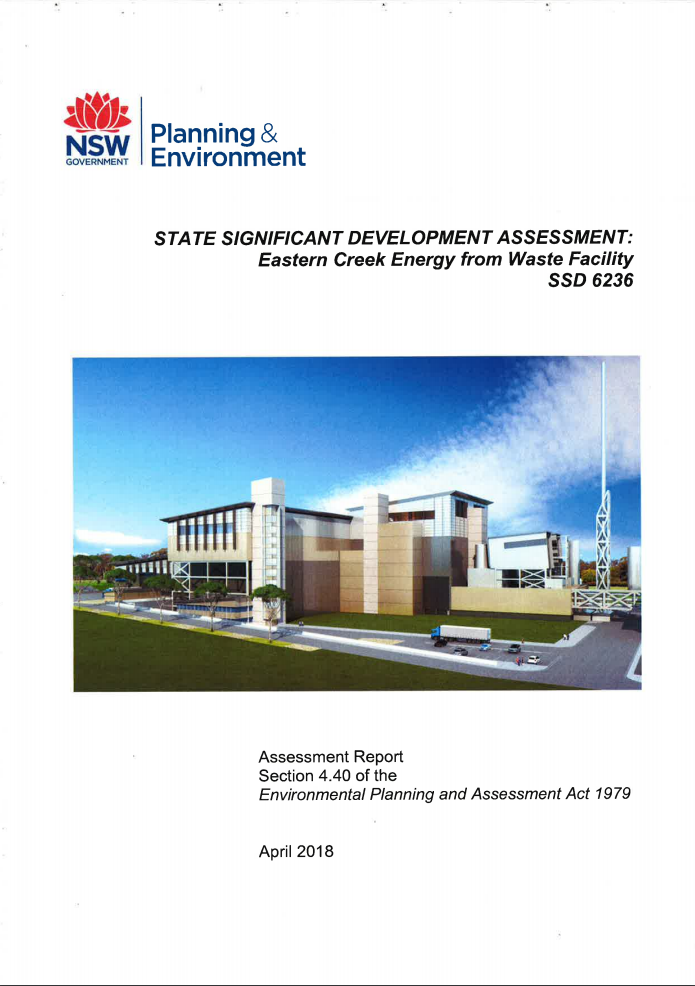 NSW
GOVERNMENT
Planning &
Environment
STATE SIGNIFICANT DEVELOPMENT ASSESSMENT:
Eastern Creek Energy from Waste Facility
SSD 6236
Assessment Report
Section 4.40 of the
Environmental Planning and Assessment Act 1979
April 2018